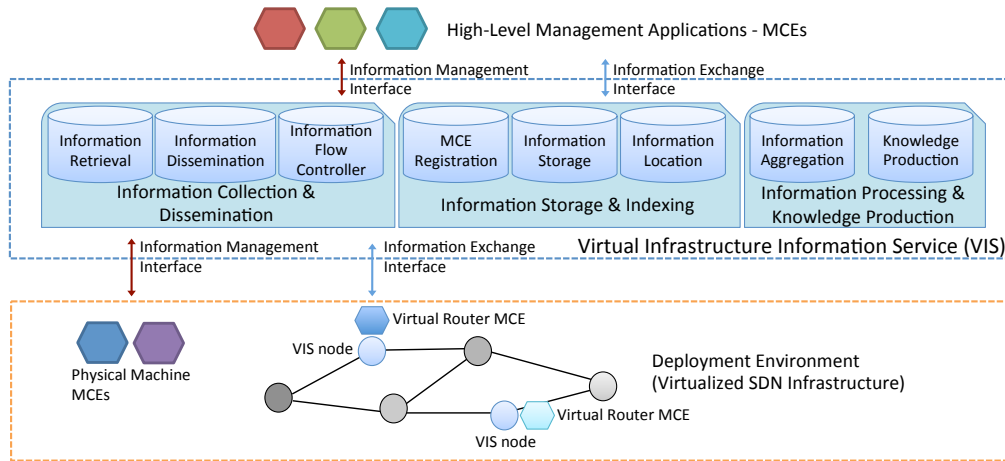 High-Level Management Applications - MCEs
Information Management
Interface
Information Exchange
Interface
Information
Retrieval
Information
Dissemination
Information
Flow
Controller
Information Collection &
Dissemination
MCE
Registration
Information
Storage
Information
Location
Information Storage & Indexing
Information
Aggregation
Knowledge
Production
Information Processing &
Knowledge Production
Virtual Infrastructure Information Service (VIS)
Information Management
Interface
Information Exchange
Interface
Physical Machine
MCEs
Virtual Router MCE
VIS node
Virtual Router MCE
VIS node
Deployment Environment
(Virtualized SDN Infrastructure)